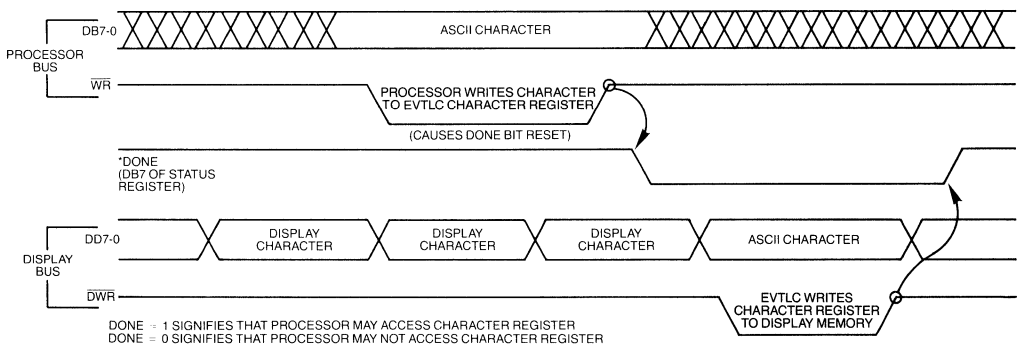 DB7-0
ASCII CHARACTER
PROCESSOR
BUS
WR
PROCESSOR WRITES CHARACTER
TO EVTLC CHARACTER REGISTER
(CAUSES DONE BIT RESET)
*DONE
(DB7 OF STATUS
REGISTER)
DD7-0
DISPLAY
CHARACTER
DISPLAY
CHARACTER
DISPLAY
CHARACTER
ASCII CHARACTER
DISPLAY
BUS
DWR
EVTLC WRITES
CHARACTER REGISTER
TO DISPLAY MEMORY
DONE = 1 SIGNIFIES THAT PROCESSOR MAY ACCESS CHARACTER REGISTER
DONE = 0 SIGNIFIES THAT PROCESSOR MAY NOT ACCESS CHARACTER REGISTER